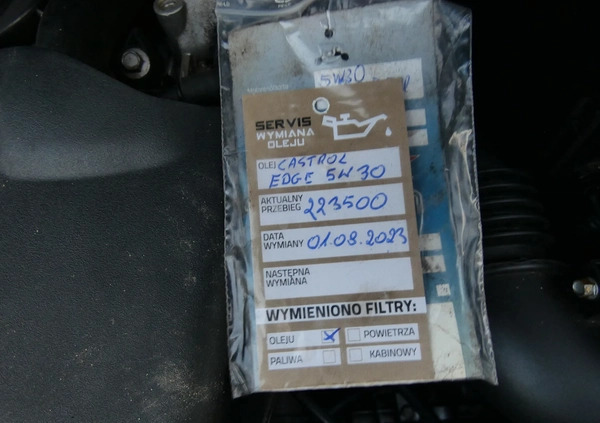 5W30
SERVIS
WYMIANA
OLEJU
OLEJ CASTROL
EDGE 5W30
AKTUALNY
PRZEBIEG 223500
DATA
WYMIANY 01.08.2023
NASTĘPNA
WYMIANA
WYMIENIONO FILTRY:
OLEJU x POWIETRZA
PALIWA KABINOWY